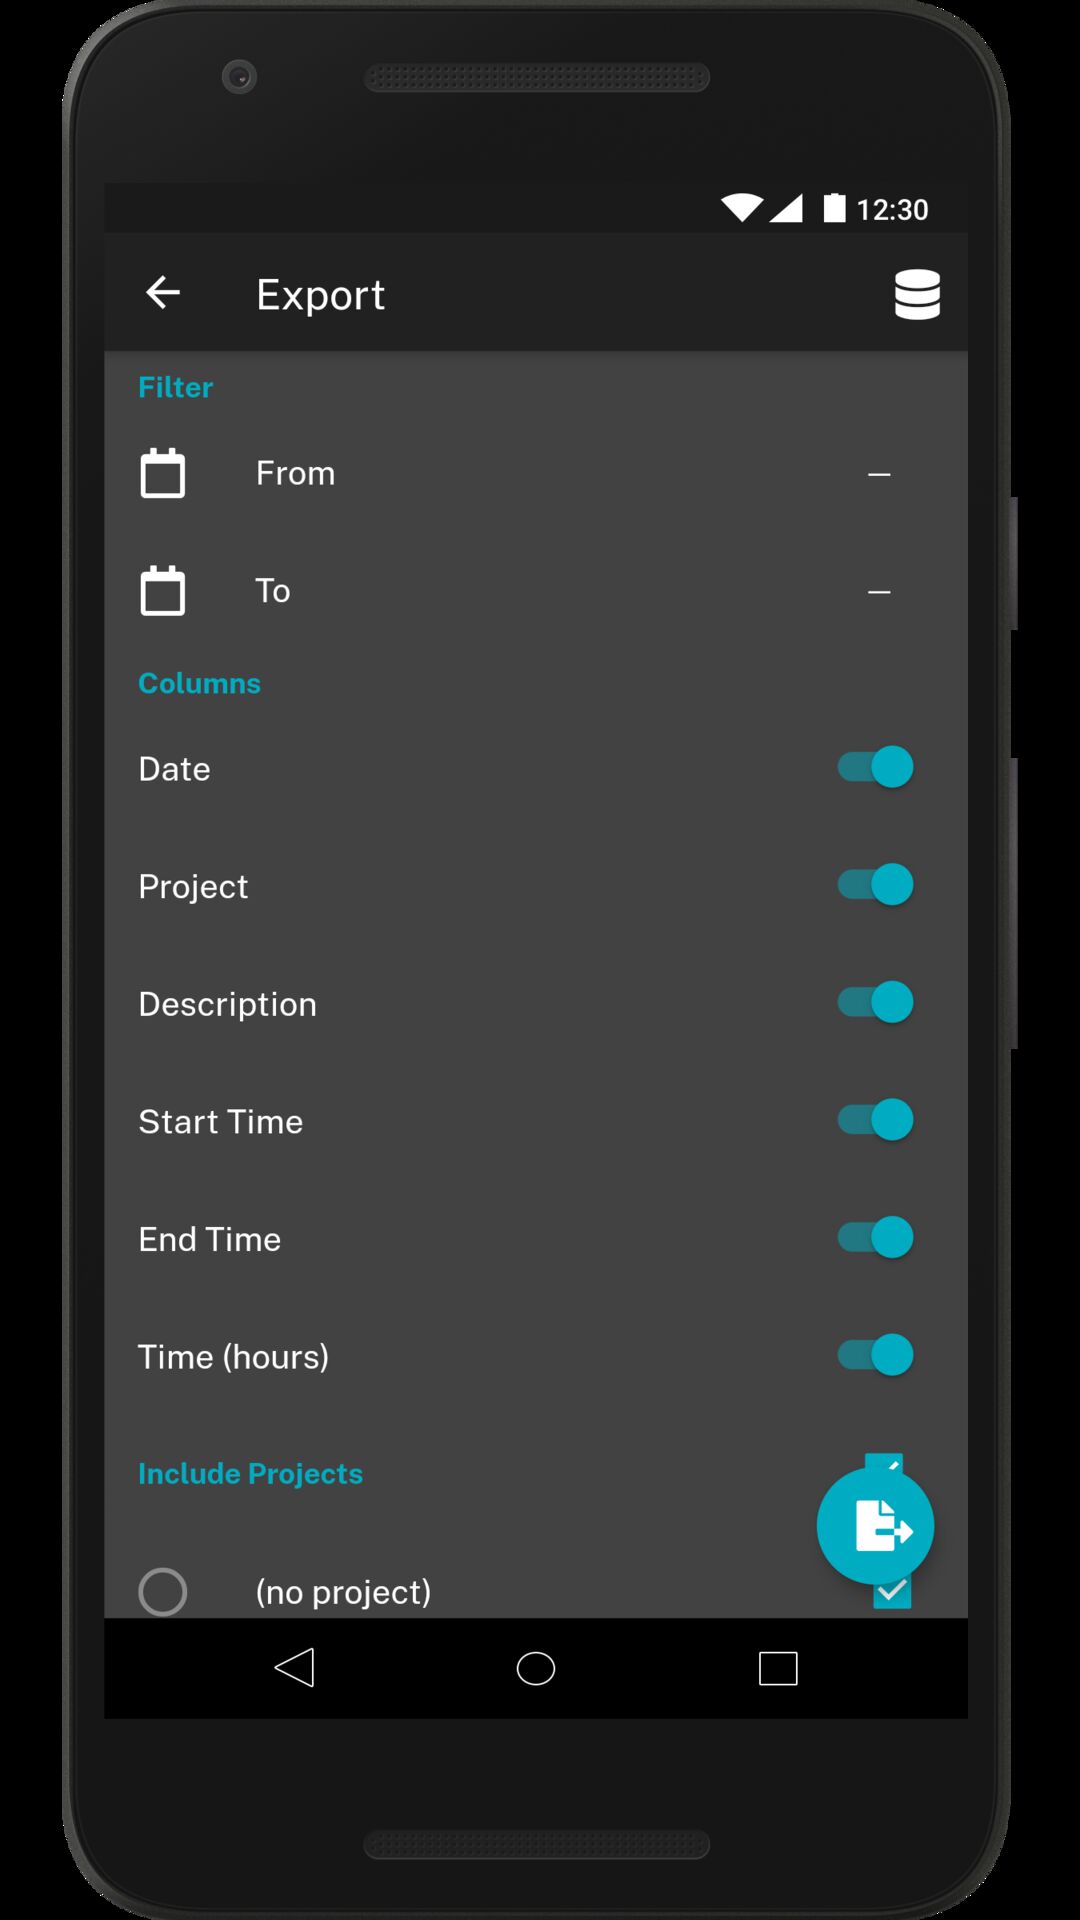 12:30
Export
Filter
From –
To –
Columns
Date
Project
Description
Start Time
End Time
Time (hours)
Include Projects
(no project)